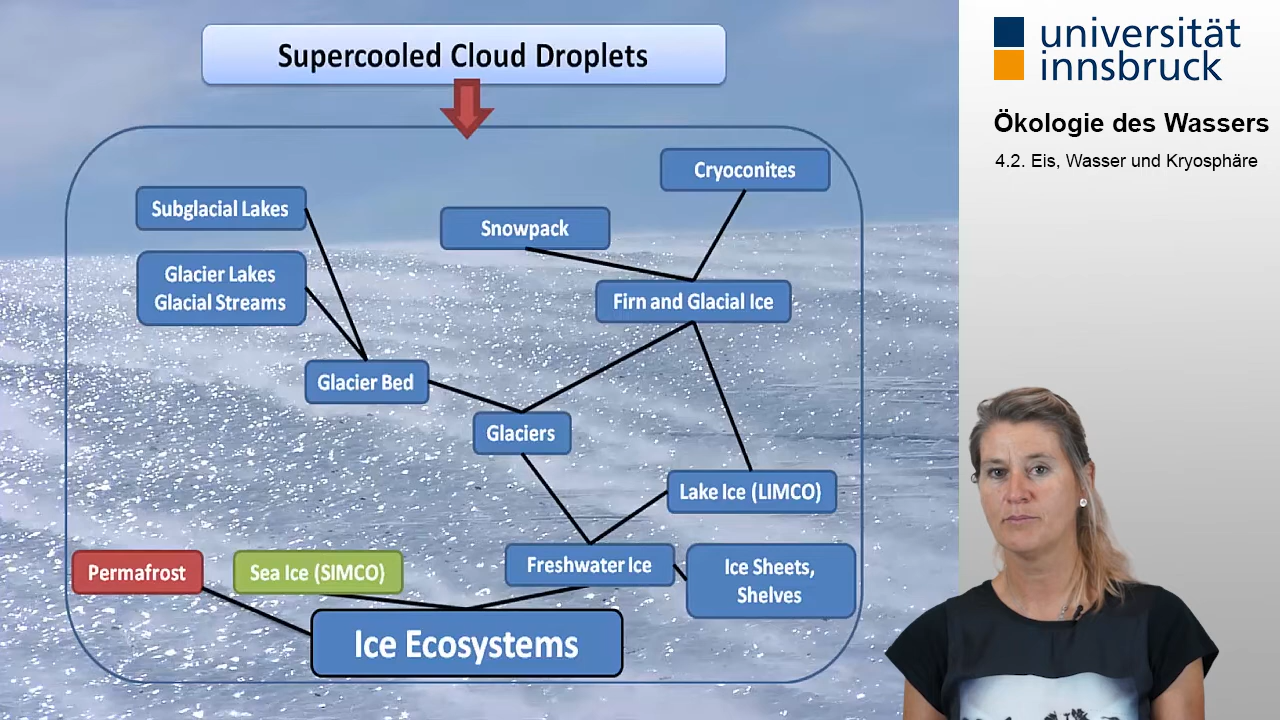 Supercooled Cloud Droplets
Cryoconites
Subglacial Lakes
Snowpack
Glacier Lakes
Glacial Streams
Firn and Glacial Ice
Glacier Bed
Glaciers
Lake Ice (LIMCO)
Permafrost
Sea Ice (SIMCO)
Freshwater Ice
Ice Sheets,
Shelves
Ice Ecosystems
universität
innsbruck
Ökologie des Wassers
4.2. Eis, Wasser und Kryosphäre